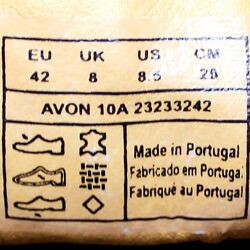 EU UK US CM
42 8 8.5 28
AVON 10A 23233242
Made in Portugal
Fabricado em Portugal
Fabriqué au Portugal